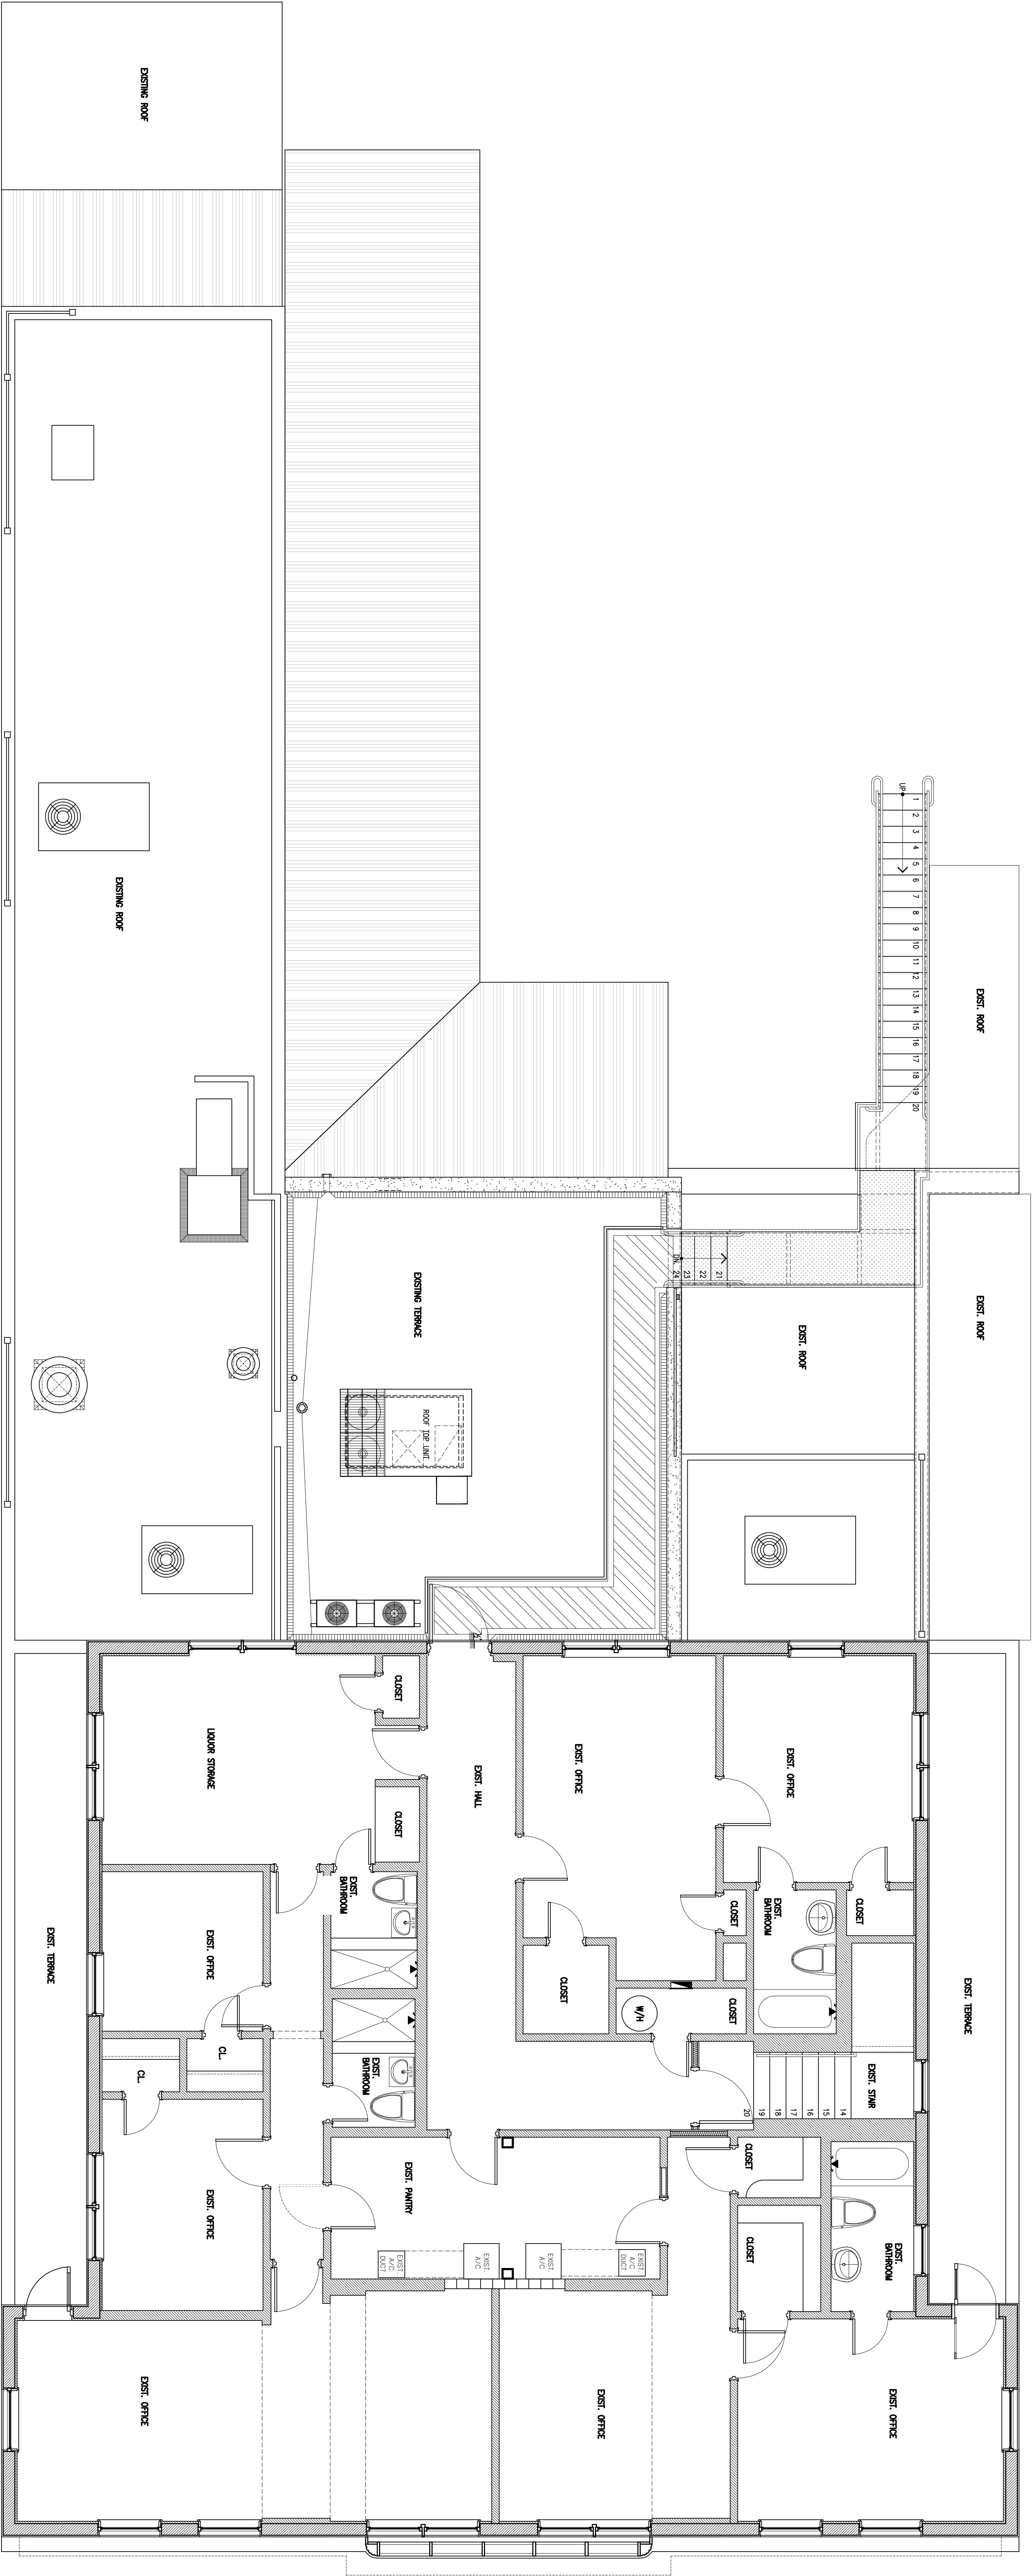 EXISTING ROOF
EXISTING ROOF
UP
1
2
3
4
5
6
7
8
9
10
11
12
13
14
15
16
17
18
19
20
EXIST. ROOF
EXIST. ROOF
EXIST. ROOF
DN.
24
23
22
21
EXISTING TERRACE
ROOF TOP UNIT
LIQUOR STORAGE
CLOSET
CLOSET
EXIST. HALL
EXIST. OFFICE
EXIST. OFFICE
EXIST. TERRACE
EXIST. OFFICE
EXIST.
BATHROOM
EXIST.
BATHROOM
CLOSET
CLOSET
EXIST.
BATHROOM
CLOSET
W/H
CLOSET
EXIST. TERRACE
CL.
CL.
EXIST. STAIR
14
15
16
17
18
19
20
EXIST. OFFICE
EXIST. PANTRY
CLOSET
CLOSET
EXIST.
BATHROOM
EXIST.
A/C
DUCT
EXIST.
A/C
EXIST.
A/C
EXIST.
A/C
DUCT
EXIST. OFFICE
EXIST. OFFICE
EXIST. OFFICE